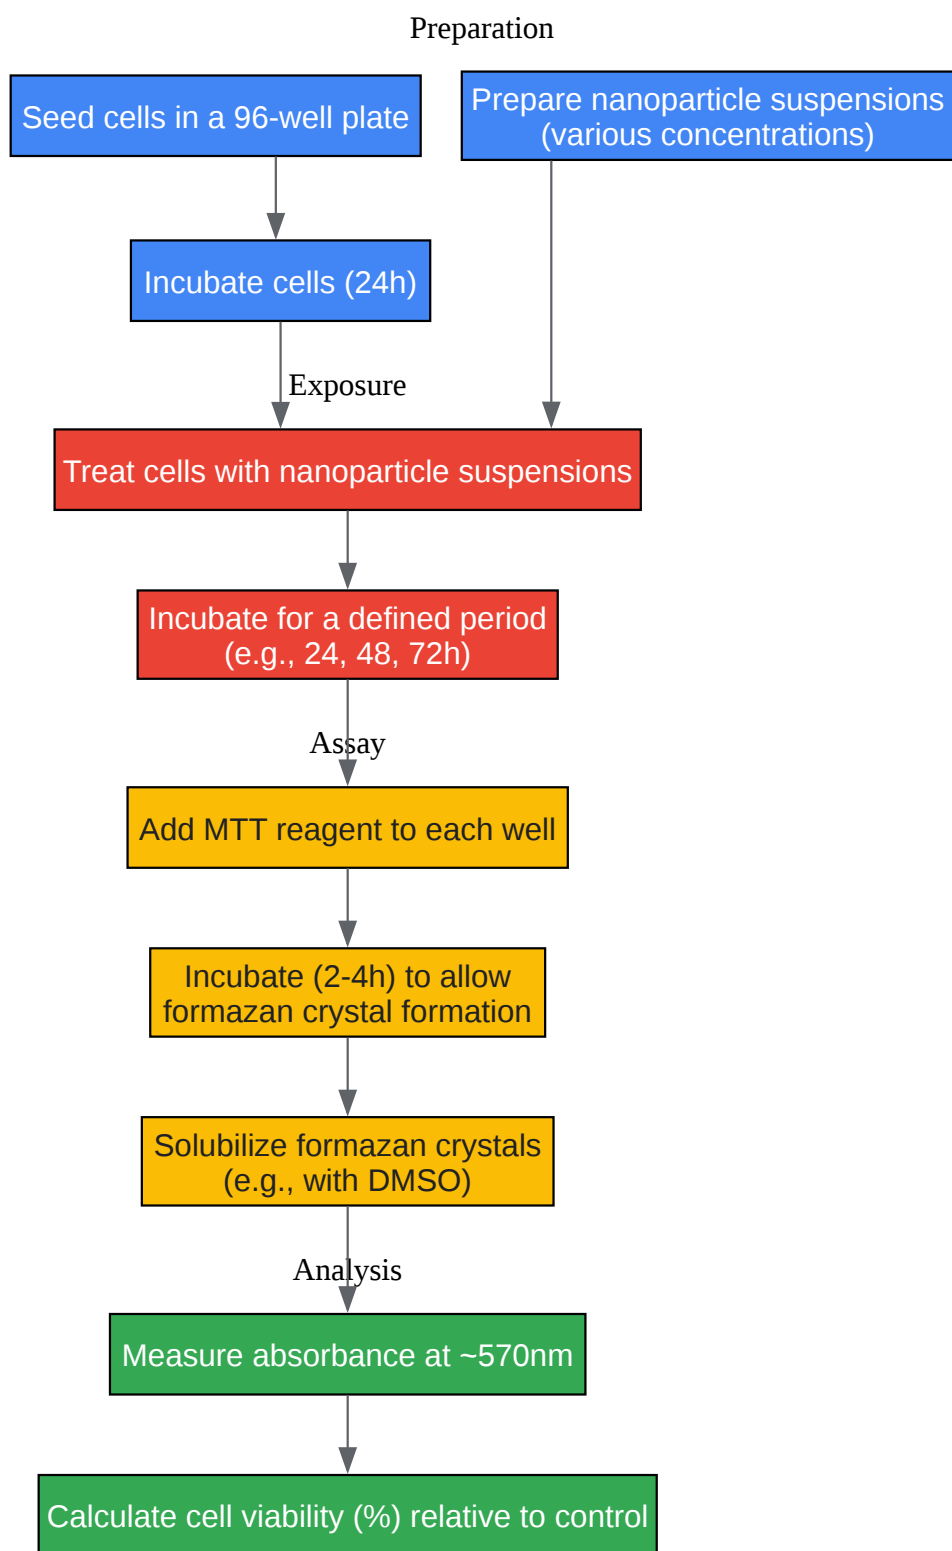 Preparation
Seed cells in a 96-well plate
Prepare nanoparticle suspensions
(various concentrations)
Incubate cells (24h)
Exposure
Treat cells with nanoparticle suspensions
Incubate for a defined period
(e.g., 24, 48, 72h)
Assay
Add MTT reagent to each well
Incubate (2-4h) to allow
formazan crystal formation
Solubilize formazan crystals
(e.g., with DMSO)
Analysis
Measure absorbance at ~570nm
Calculate cell viability (%) relative to control